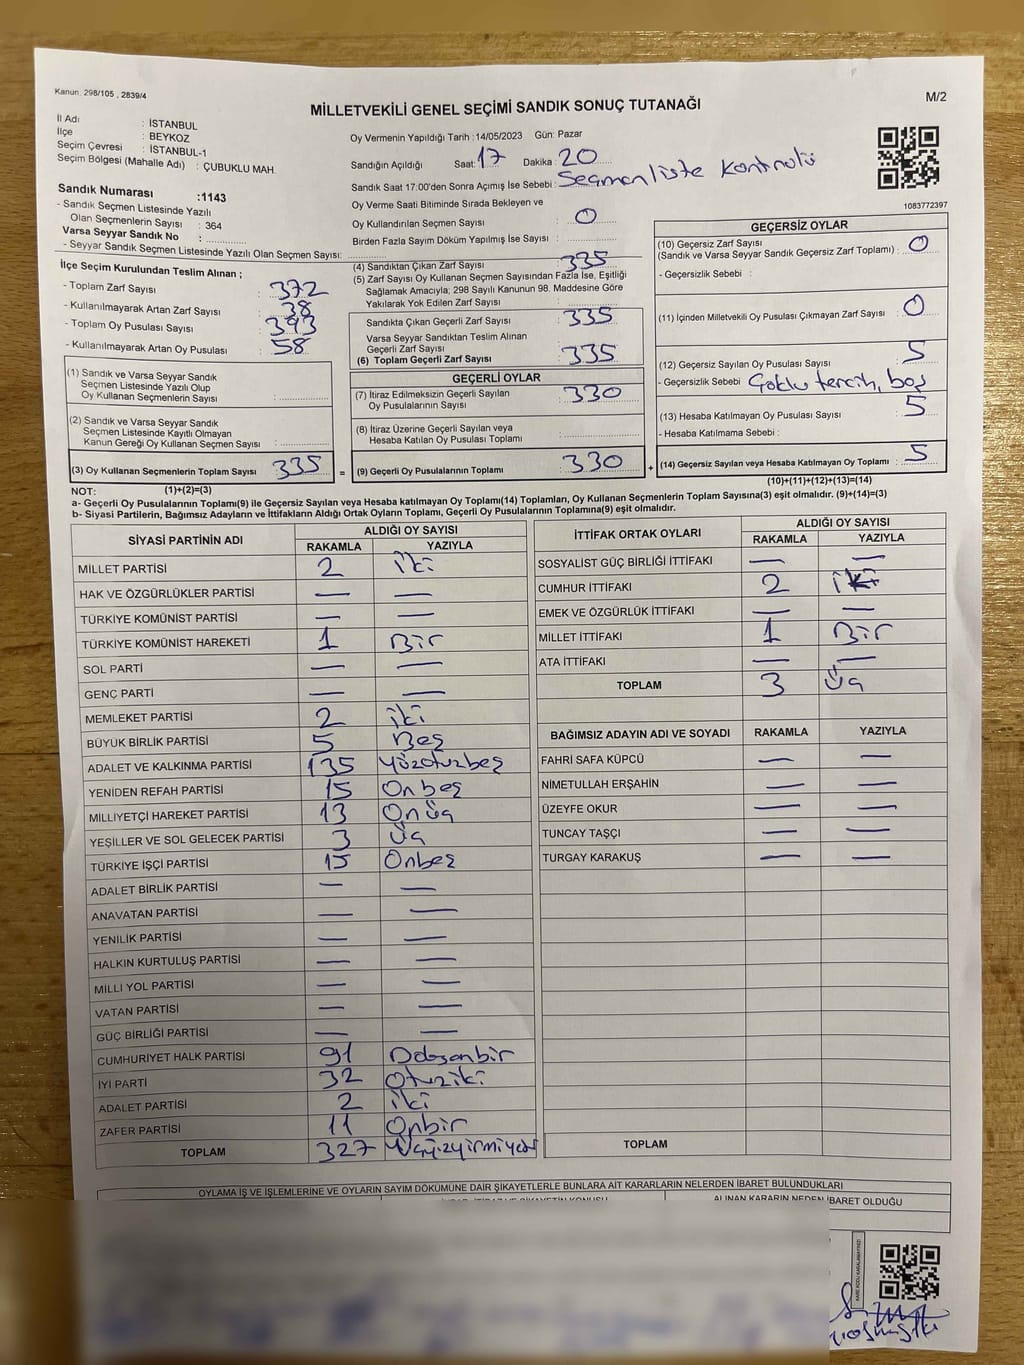 Kanun: 298/105 , 2839/4
M/2
MİLLETVEKİLİ GENEL SEÇİMİ SANDIK SONUÇ TUTANAĞI
İl Adı : İSTANBUL
İlçe : BEYKOZ
Seçim Çevresi : İSTANBUL-1
Seçim Bölgesi (Mahalle Adı) : ÇUBUKLU MAH.
Sandık Numarası :1143
- Sandık Seçmen Listesinde Yazılı
Olan Seçmenlerin Sayısı : 364
Varsa Seyyar Sandık No :
- Seyyar Sandık Seçmen Listesinde Yazılı Olan Seçmen Sayısı:
Oy Vermenin Yapıldığı Tarih :14/05/2023 Gün: Pazar
Sandığın Açıldığı Saat: 17 Dakika: 20
Sandık Saat 17:00'den Sonra Açımış İse Sebebi : Seçmen liste kontrolü
Oy Verme Saati Bitiminde Sırada Bekleyen ve
Oy Kullandırılan Seçmen Sayısı : 0
Birden Fazla Sayım Döküm Yapılmış İse Sayısı :
1083772397
İlçe Seçim Kurulundan Teslim Alınan ;
- Toplam Zarf Sayısı : 372
- Kullanılmayarak Artan Zarf Sayısı : 38
- Toplam Oy Pusulası Sayısı : 393
- Kullanılmayarak Artan Oy Pusulası : 58
(1) Sandık ve Varsa Seyyar Sandık
Seçmen Listesinde Yazılı Olup
Oy Kullanan Seçmenlerin Sayısı :
(2) Sandık ve Varsa Seyyar Sandık
Seçmen Listesinde Kayıtlı Olmayan
Kanun Gereği Oy Kullanan Seçmen Sayısı :
(3) Oy Kullanan Seçmenlerin Toplam Sayısı : 335 =
(1)+(2)=(3)
(4) Sandıktan Çıkan Zarf Sayısı : 335
(5) Zarf Sayısı Oy Kullanan Seçmen Sayısından Fazla İse, Eşitliği
Sağlamak Amacıyla; 298 Sayılı Kanunun 98. Maddesine Göre
Yakılarak Yok Edilen Zarf Sayısı :
Sandıkta Çıkan Geçerli Zarf Sayısı : 335
Varsa Seyyar Sandıktan Teslim Alınan
Geçerli Zarf Sayısı :
(6) Toplam Geçerli Zarf Sayısı : 335
GEÇERLİ OYLAR
(7) İtiraz Edilmeksizin Geçerli Sayılan
Oy Pusulalarının Sayısı : 330
(8) İtiraz Üzerine Geçerli Sayılan veya
Hesaba Katılan Oy Pusulası Toplamı :
(9) Geçerli Oy Pusulalarının Toplamı : 330 +
GEÇERSİZ OYLAR
(10) Geçersiz Zarf Sayısı
(Sandık ve Varsa Seyyar Sandık Geçersiz Zarf Toplamı) : 0
- Geçersizlik Sebebi :
(11) İçinden Milletvekili Oy Pusulası Çıkmayan Zarf Sayısı : 0
(12) Geçersiz Sayılan Oy Pusulası Sayısı : 5
- Geçersizlik Sebebi : Çoklu tercih, boş
(13) Hesaba Katılmayan Oy Pusulası Sayısı : 5
- Hesaba Katılmama Sebebi :
(14) Geçersiz Sayılan veya Hesaba Katılmayan Oy Toplamı : 5
(10)+(11)+(12)+(13)=(14)
NOT:
a- Geçerli Oy Pusulalarının Toplamı(9) ile Geçersiz Sayılan veya Hesaba katılmayan Oy Toplamı(14) Toplamları, Oy Kullanan Seçmenlerin Toplam Sayısına(3) eşit olmalıdır. (9)+(14)=(3)
b- Siyasi Partilerin, Bağımsız Adayların ve İttifakların Aldığı Ortak Oyların Toplamı, Geçerli Oy Pusulalarının Toplamına(9) eşit olmalıdır.
SİYASİ PARTİNİN ADI ALDIĞI OY SAYISI
RAKAMLA YAZIYLA
MİLLET PARTİSİ 2 iki
HAK VE ÖZGÜRLÜKLER PARTİSİ — —
TÜRKİYE KOMÜNİST PARTİSİ — —
TÜRKİYE KOMÜNİST HAREKETİ 1 Bir
SOL PARTİ — —
GENÇ PARTİ — —
MEMLEKET PARTİSİ 2 iki
BÜYÜK BİRLİK PARTİSİ 5 Beş
ADALET VE KALKINMA PARTİSİ 135 Yüzotuzbeş
YENİDEN REFAH PARTİSİ 15 Onbeş
MİLLİYETÇİ HAREKET PARTİSİ 13 Onüç
YEŞİLLER VE SOL GELECEK PARTİSİ 3 Üç
TÜRKİYE İŞÇİ PARTİSİ 15 Onbeş
ADALET BİRLİK PARTİSİ — —
ANAVATAN PARTİSİ — —
YENİLİK PARTİSİ — —
HALKIN KURTULUŞ PARTİSİ — —
MİLLİ YOL PARTİSİ — —
VATAN PARTİSİ — —
GÜÇ BİRLİĞİ PARTİSİ — —
CUMHURİYET HALK PARTİSİ 91 Doksanbir
İYİ PARTİ 32 Otuziki
ADALET PARTİSİ 2 iki
ZAFER PARTİSİ 11 Onbir
TOPLAM 327
İTTİFAK ORTAK OYLARI ALDIĞI OY SAYISI
RAKAMLA YAZIYLA
SOSYALİST GÜÇ BİRLİĞİ İTTİFAKI — —
CUMHUR İTTİFAKI 2 iki
EMEK VE ÖZGÜRLÜK İTTİFAKI — —
MİLLET İTTİFAKI 1 Bir
ATA İTTİFAKI — —
TOPLAM 3 Üç
BAĞIMSIZ ADAYIN ADI VE SOYADI RAKAMLA YAZIYLA
FAHRİ SAFA KÜPCÜ — —
NİMETULLAH ERŞAHİN — —
ÜZEYFE OKUR — —
TUNCAY TAŞÇI — —
TURGAY KARAKUŞ — —
TOPLAM
OYLAMA İŞ VE İŞLEMLERİNE VE OYLARIN SAYIM DÖKÜMÜNE DAİR ŞİKAYETLERLE BUNLARA AİT KARARLARIN NELERDEN İBARET BULUNDUKLARI
ALINAN KARARIN NEDEN İBARET OLDUĞU